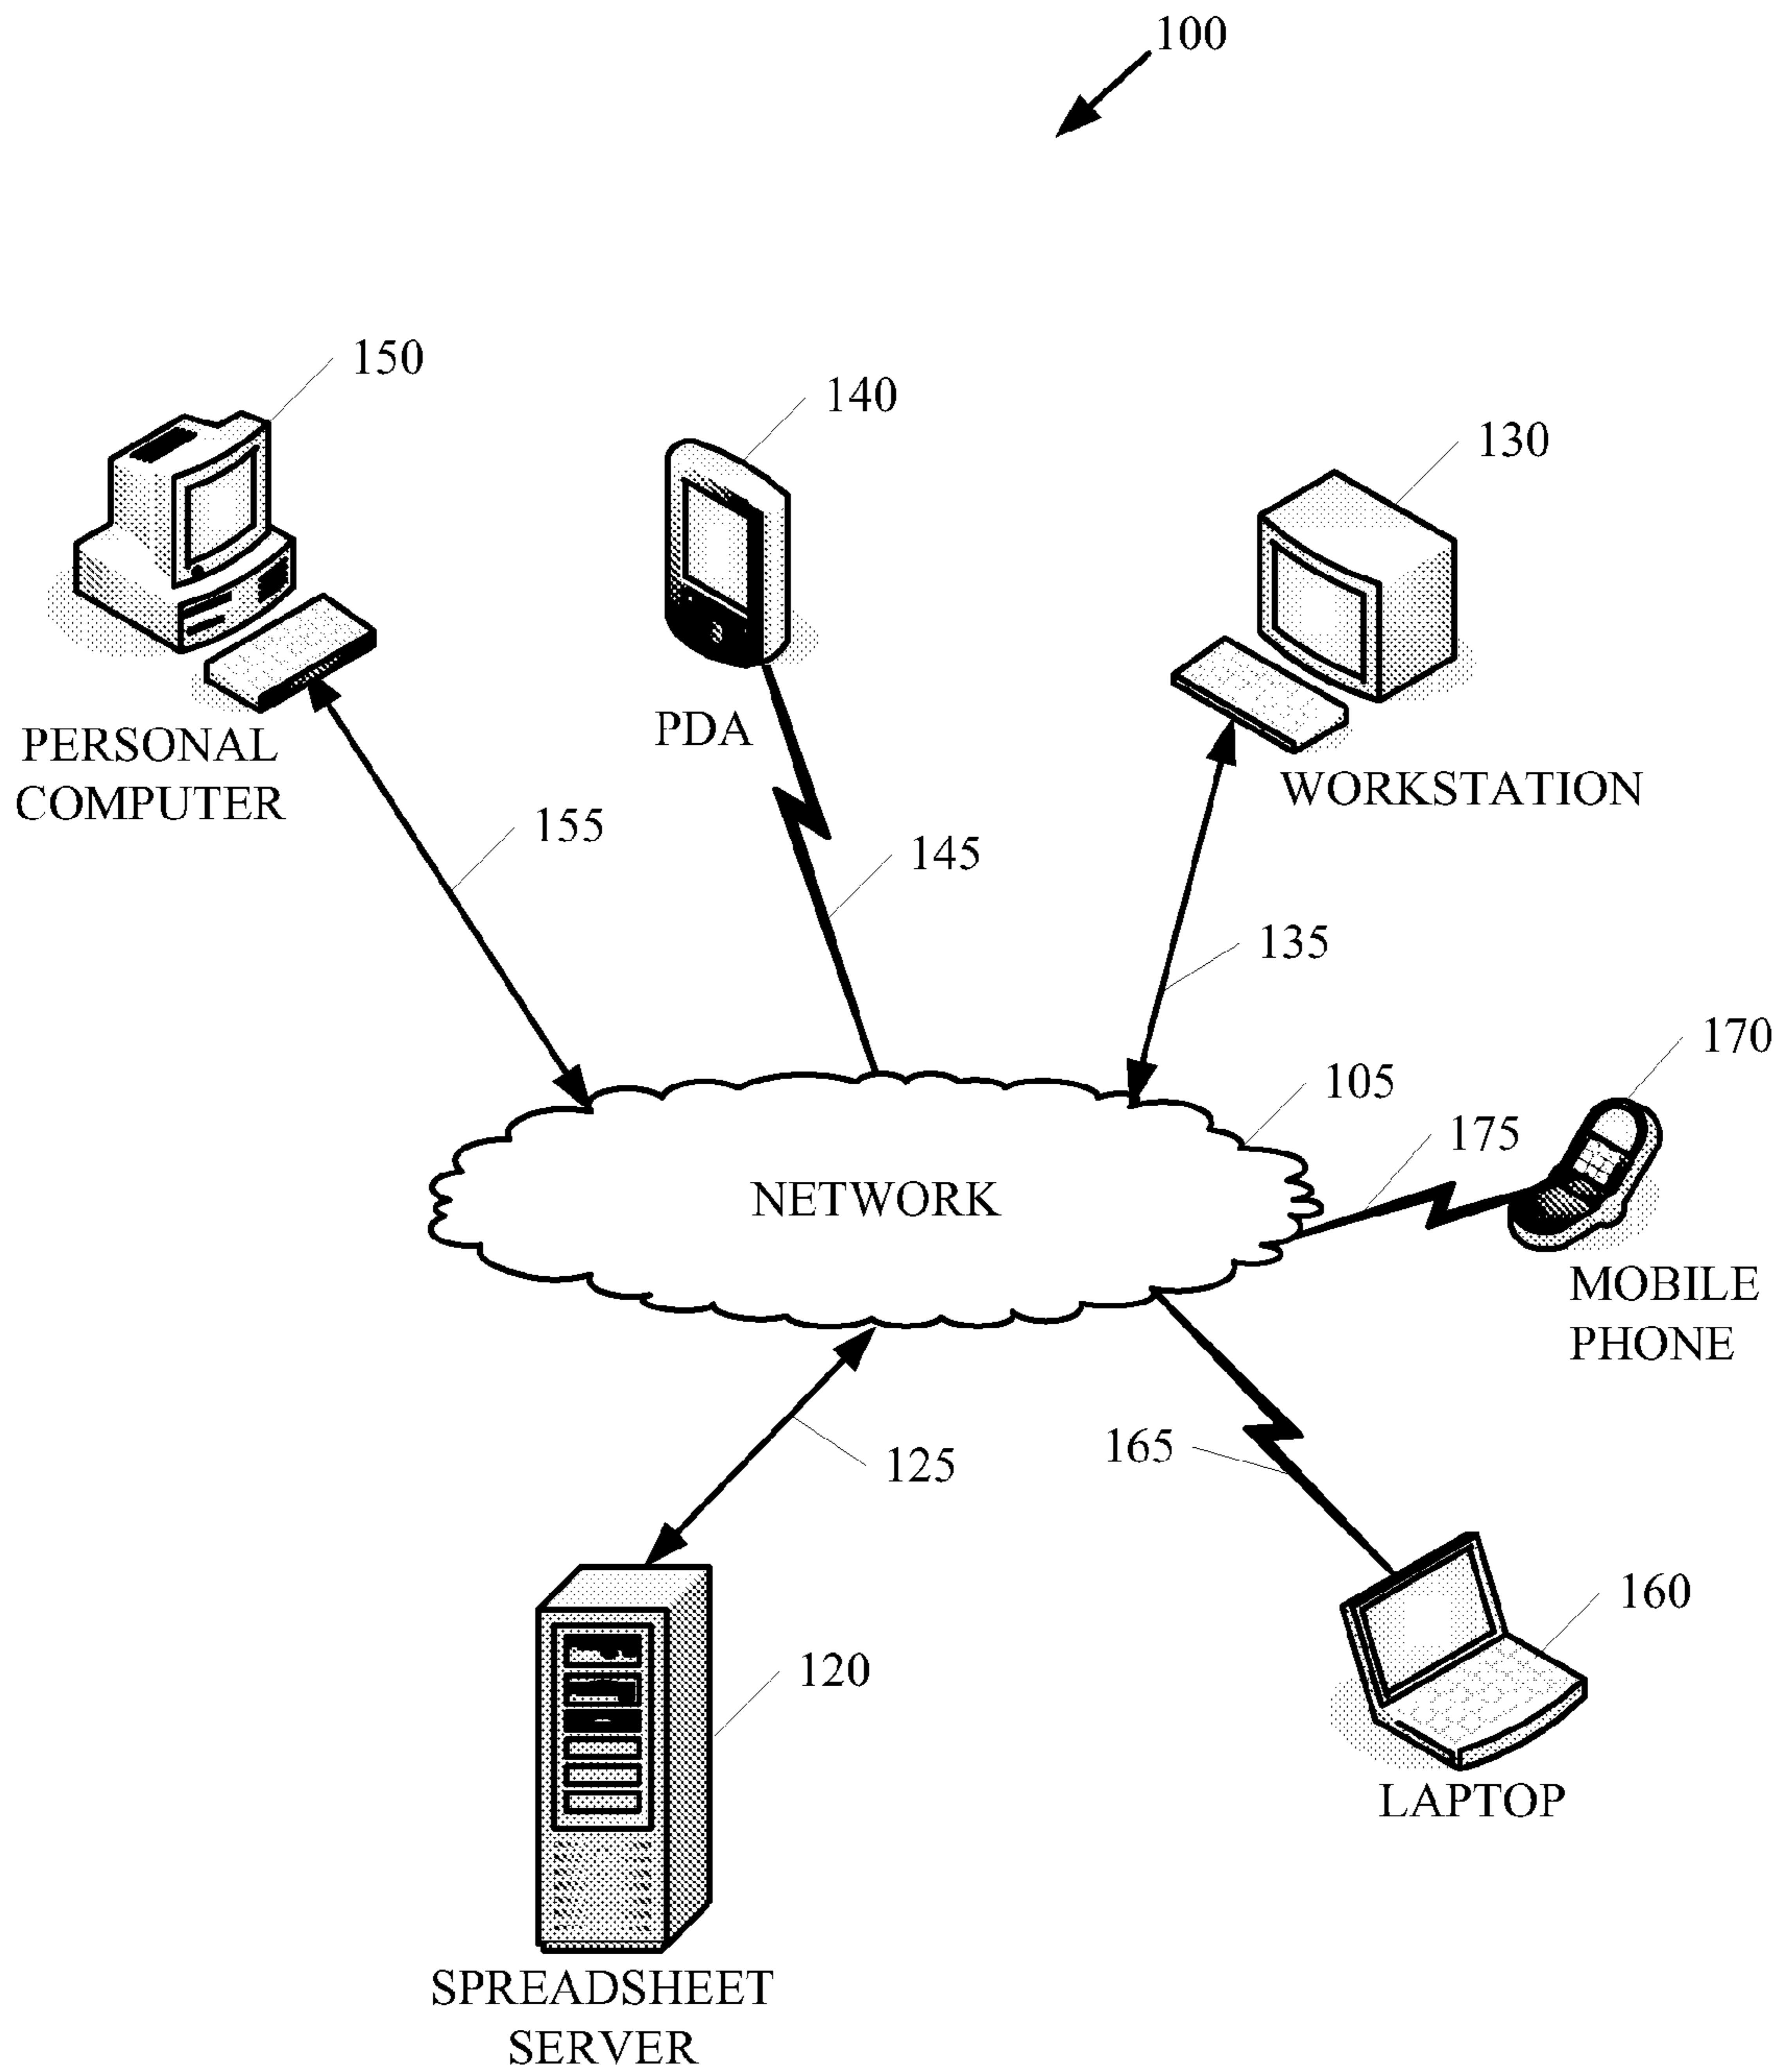 100
150
140
130
PERSONAL
COMPUTER
PDA
WORKSTATION
155
145
135
170
105
175
NETWORK
MOBILE
PHONE
125
165
160
120
LAPTOP
SPREADSHEET
SERVER